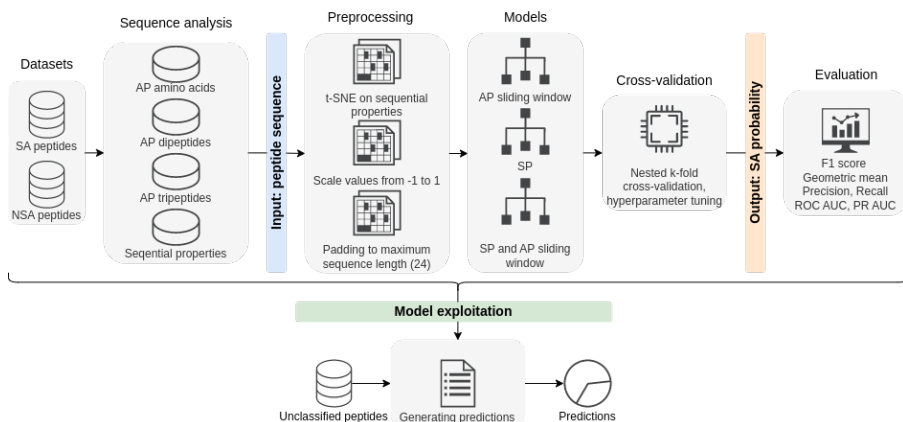 Datasets
SA peptides
NSA peptides
Sequence analysis
AP amino acids
AP dipeptides
AP tripeptides
Seqential properties
Input: peptide sequence
Preprocessing
t-SNE on sequential
properties
Scale values from -1 to 1
Padding to maximum
sequence length (24)
Models
AP sliding window
SP
SP and AP sliding
window
Cross-validation
Nested k-fold
cross-validation,
hyperparameter tuning
Output: SA probability
Evaluation
F1 score
Geometric mean
Precision, Recall
ROC AUC, PR AUC
Model exploitation
Unclassified peptides
Generating predictions
Predictions